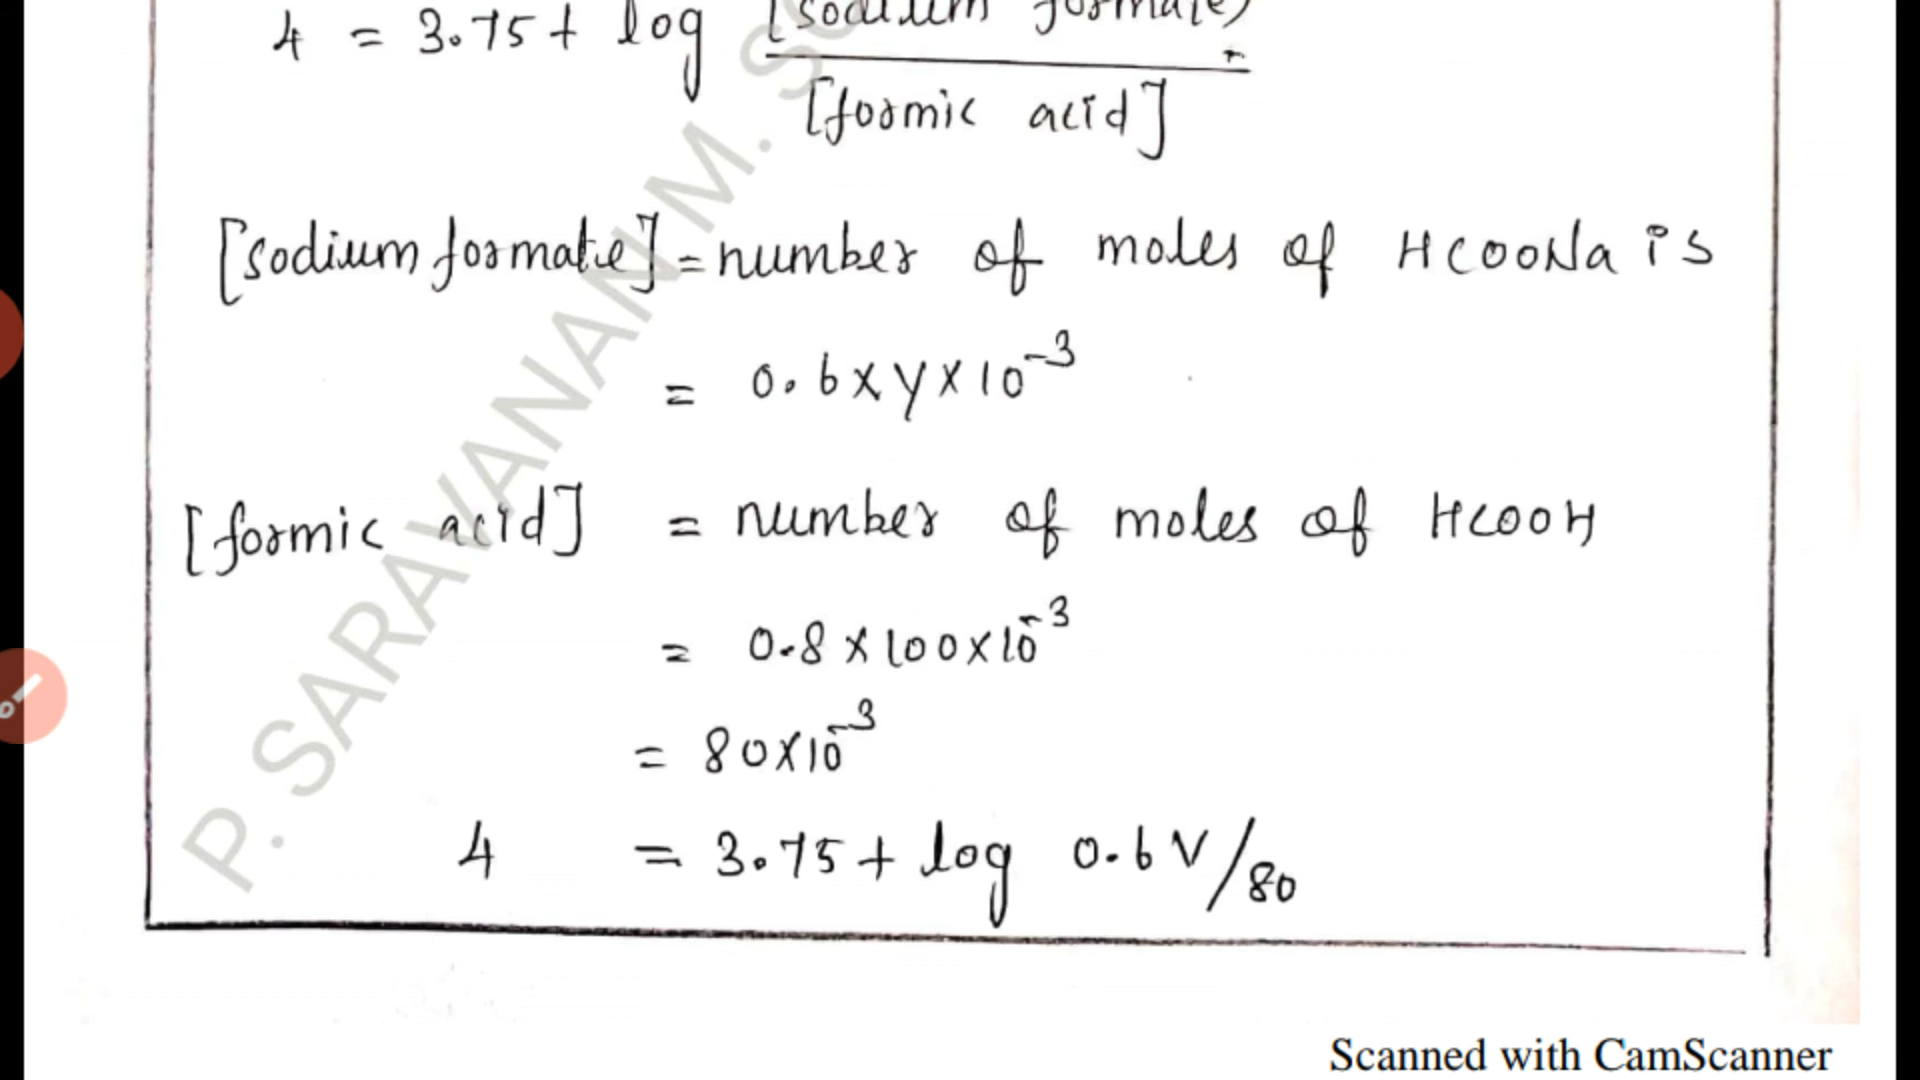 4 = 3.75 + log [sodium formate]
[formic acid]
[sodium formate] = number of moles of HCOONa is
= 0.6 x y x 10⁻³
[formic acid] = number of moles of HCOOH
= 0.8 x 100 x 10⁻³
= 80 x 10⁻³
4 = 3.75 + log 0.6 V/80
P. SARAVANAN M.
Scanned with CamScanner